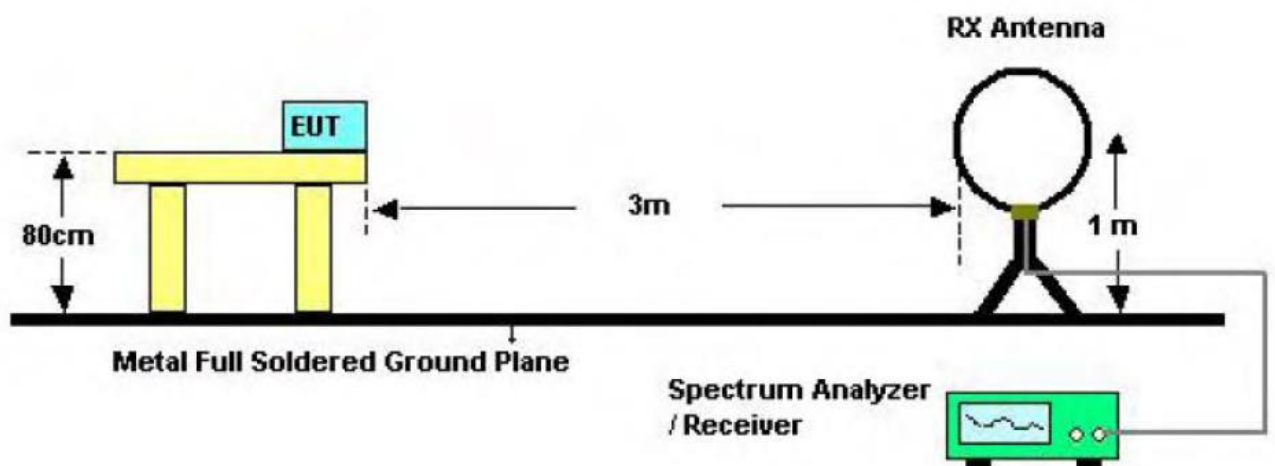 RX Antenna
EUT
3m
80cm
1 m
Metal Full Soldered Ground Plane
Spectrum Analyzer
/ Receiver